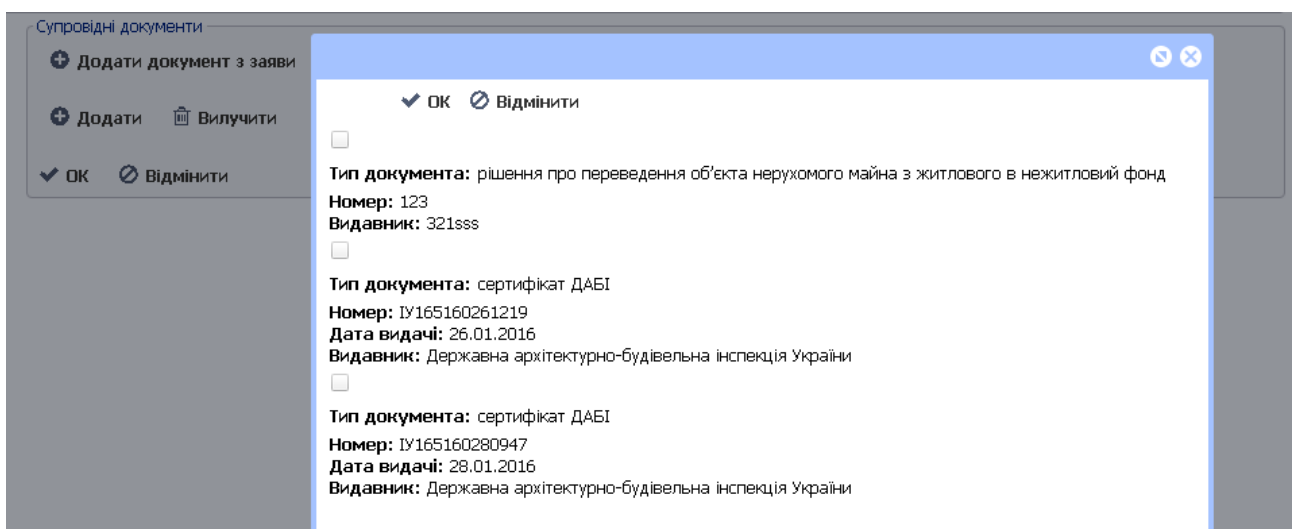 Супровідні документи
Додати документ з заяви
Додати Вилучити
ОК Відмінити
ОК Відмінити
Тип документа: рішення про переведення об'єкта нерухомого майна з житлового в нежитловий фонд
Номер: 123
Видавник: 321sss
Тип документа: сертифікат ДАБІ
Номер: ІУ165160261219
Дата видачі: 26.01.2016
Видавник: Державна архітектурно-будівельна інспекція України
Тип документа: сертифікат ДАБІ
Номер: ІУ165160280947
Дата видачі: 28.01.2016
Видавник: Державна архітектурно-будівельна інспекція України